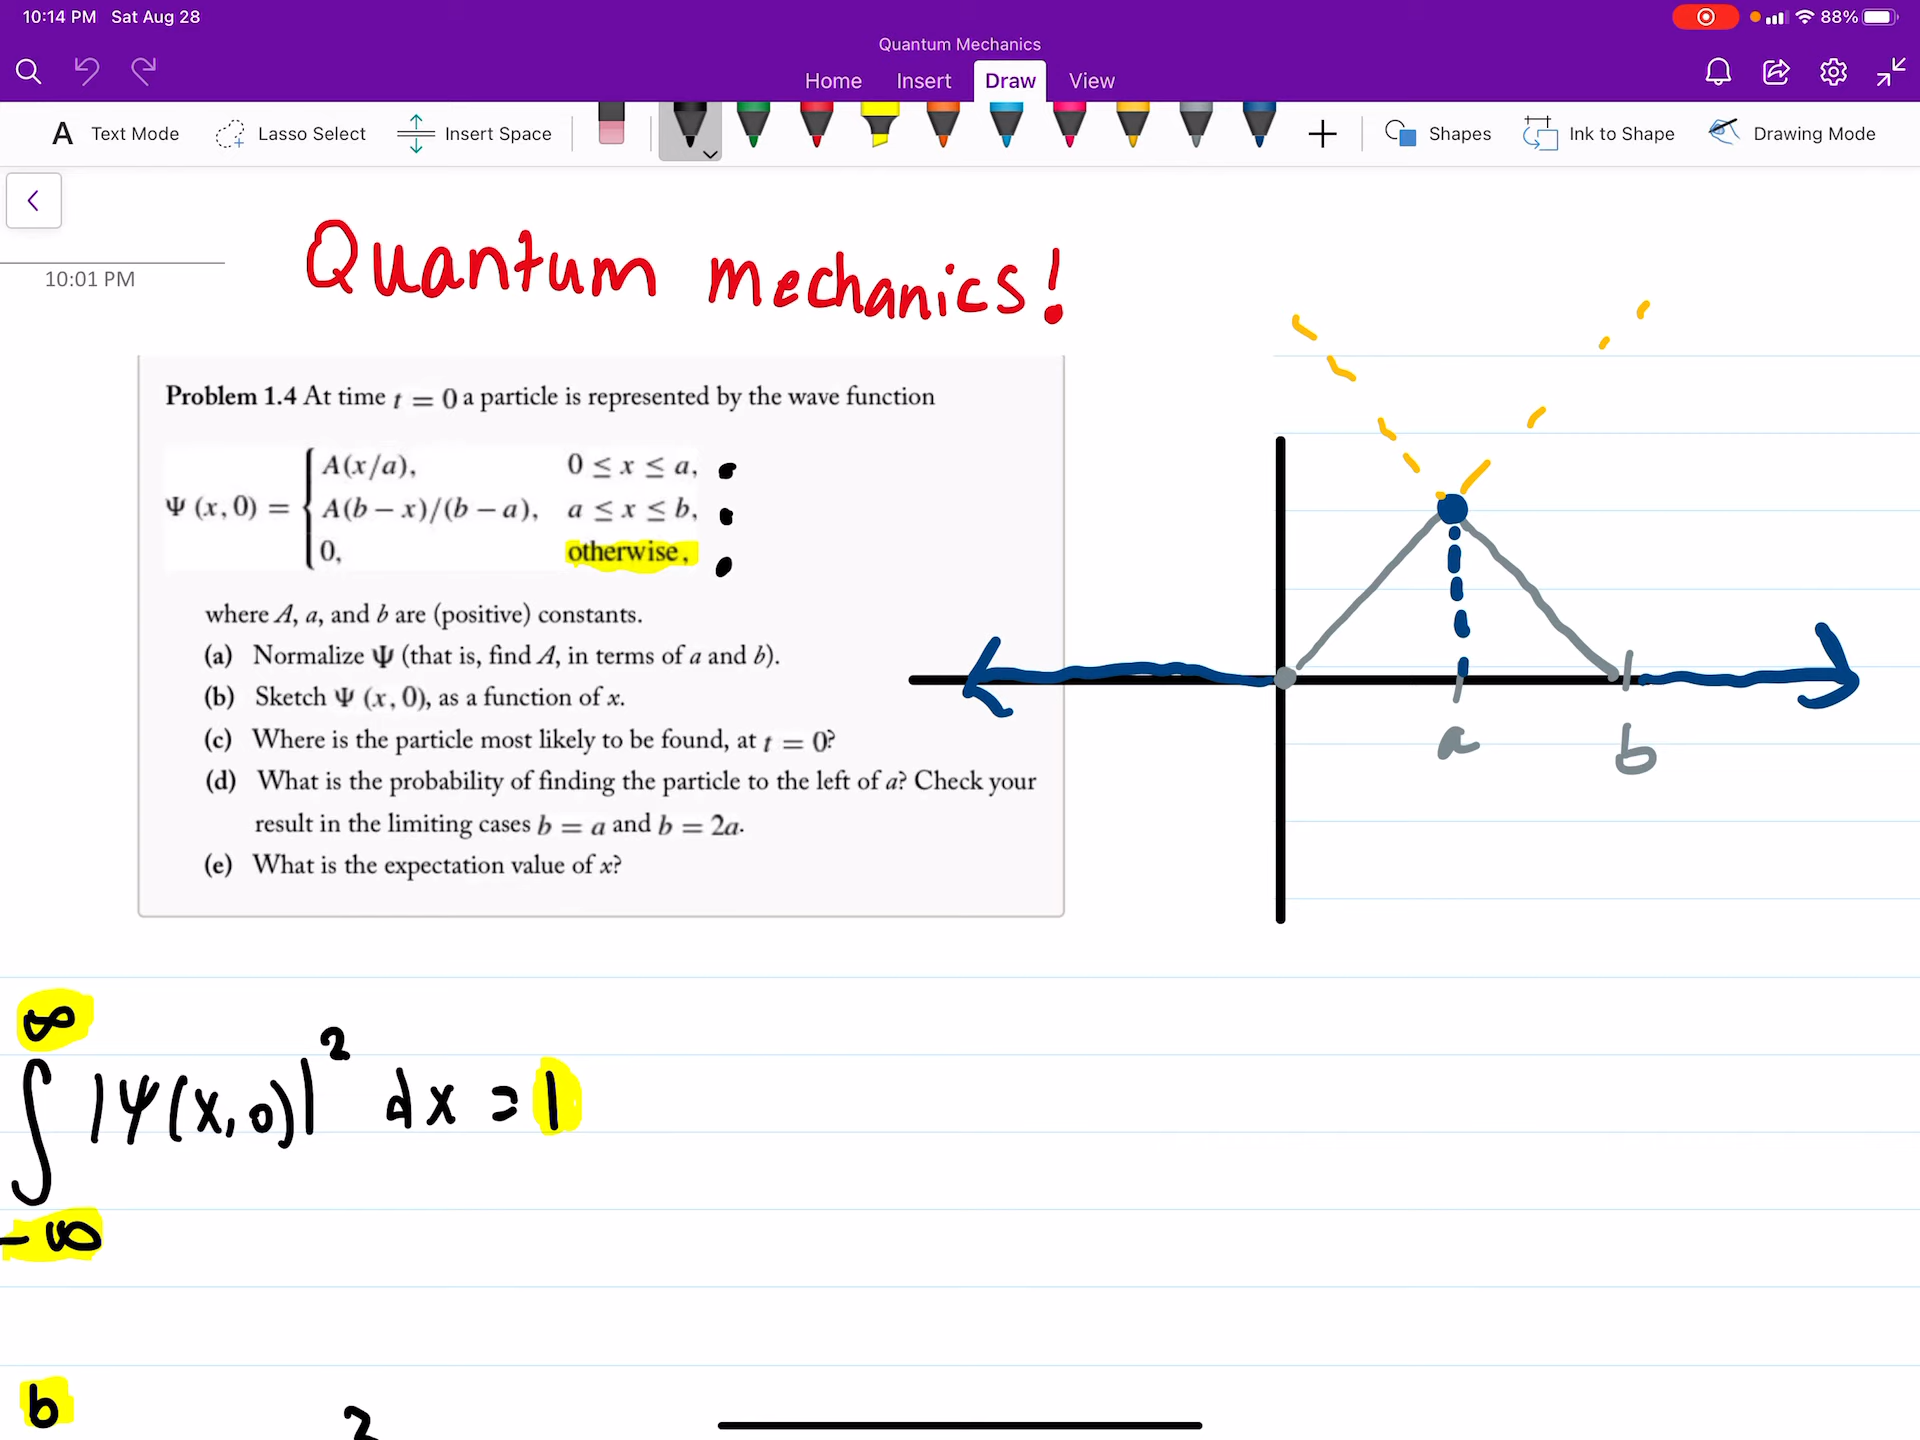 10:14 PM Sat Aug 28
88%
Quantum Mechanics
Home Insert Draw View
A Text Mode Lasso Select Insert Space Shapes Ink to Shape Drawing Mode
10:01 PM
Quantum mechanics!
Problem 1.4 At time t = 0 a particle is represented by the wave function
Ψ (x, 0) = { A(x/a), 0 ≤ x ≤ a,
A(b − x)/(b − a), a ≤ x ≤ b,
0, otherwise,
where A, a, and b are (positive) constants.
(a) Normalize Ψ (that is, find A, in terms of a and b).
(b) Sketch Ψ (x, 0), as a function of x.
(c) Where is the particle most likely to be found, at t = 0?
(d) What is the probability of finding the particle to the left of a? Check your
result in the limiting cases b = a and b = 2a.
(e) What is the expectation value of x?
a b
∞
∫ |Ψ(x,0)|² dx = 1
-∞
b